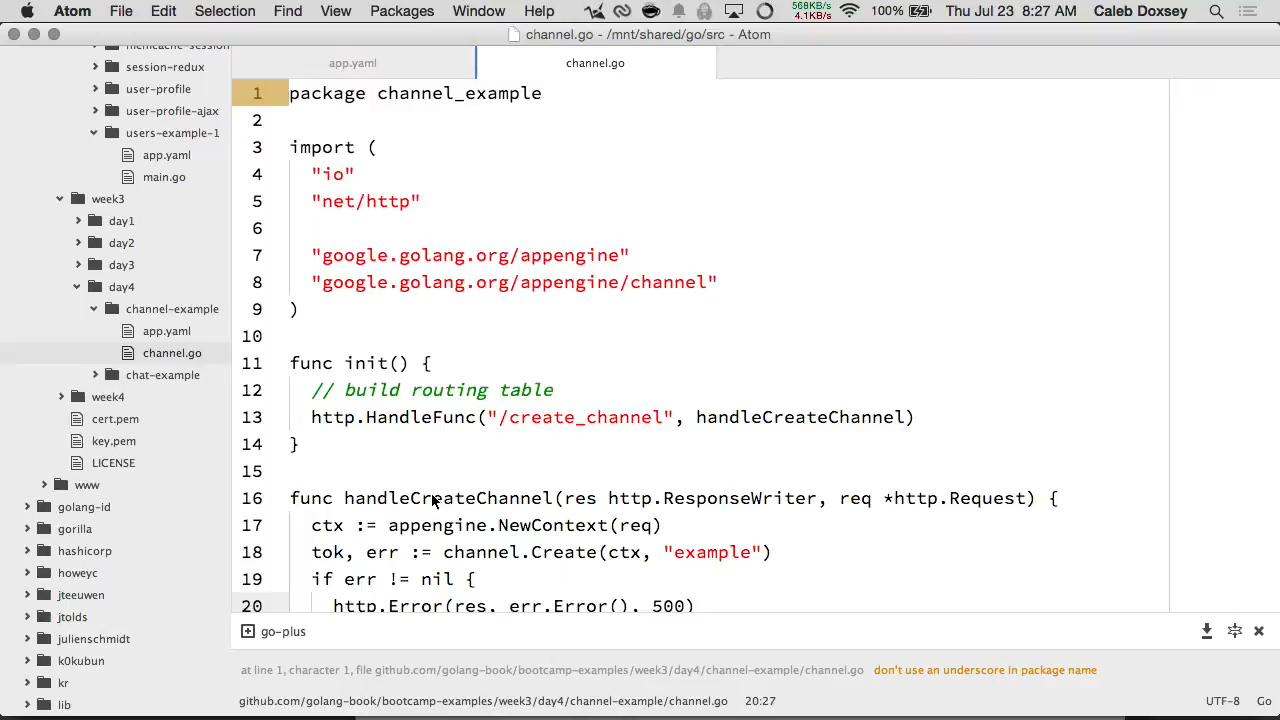 Atom File Edit Selection Find View Packages Window Help 568KB/s 4.1KB/s 100% Thu Jul 23 8:27 AM Caleb Doxsey
channel.go - /mnt/shared/go/src - Atom
memcache-session
session-redux
user-profile
user-profile-ajax
users-example-1
app.yaml
main.go
week3
day1
day2
day3
day4
channel-example
app.yaml
channel.go
chat-example
week4
cert.pem
key.pem
LICENSE
www
golang-id
gorilla
hashicorp
howeyc
jteeuwen
jtolds
julienschmidt
k0kubun
kr
lib
app.yaml channel.go
1 package channel_example
2
3 import (
4 "io"
5 "net/http"
6
7 "google.golang.org/appengine"
8 "google.golang.org/appengine/channel"
9 )
10
11 func init() {
12 // build routing table
13 http.HandleFunc("/create_channel", handleCreateChannel)
14 }
15
16 func handleCreateChannel(res http.ResponseWriter, req *http.Request) {
17 ctx := appengine.NewContext(req)
18 tok, err := channel.Create(ctx, "example")
19 if err != nil {
20 http.Error(res, err.Error(), 500)
go-plus
at line 1, character 1, file github.com/golang-book/bootcamp-examples/week3/day4/channel-example/channel.go don't use an underscore in package name
github.com/golang-book/bootcamp-examples/week3/day4/channel-example/channel.go 20:27 UTF-8 Go